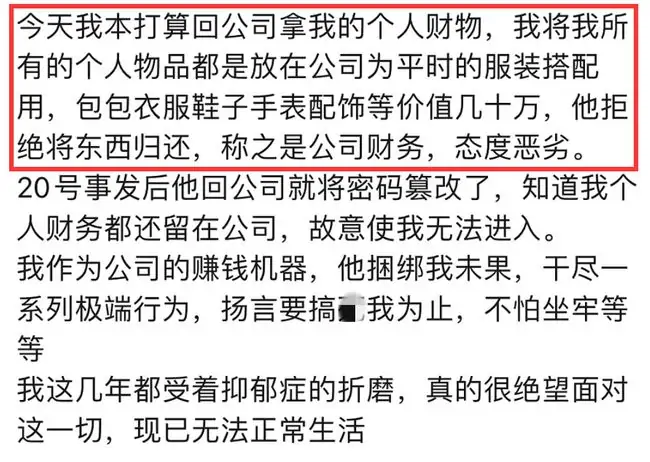 今天我本打算回公司拿我的个人财物，我将我所
有的个人物品都是放在公司为平时的服装搭配
用，包包衣服鞋子手表配饰等价值几十万，他拒
绝将东西归还，称之是公司财务，态度恶劣。
20号事发后他回公司就将密码篡改了，知道我个
人财务都还留在公司，故意使我无法进入。
我作为公司的赚钱机器，他捆绑我未果，干尽一
系列极端行为，扬言要搞我为止，不怕坐牢等
等
我这几年都受着抑郁症的折磨，真的很绝望面对
这一切，现已无法正常生活